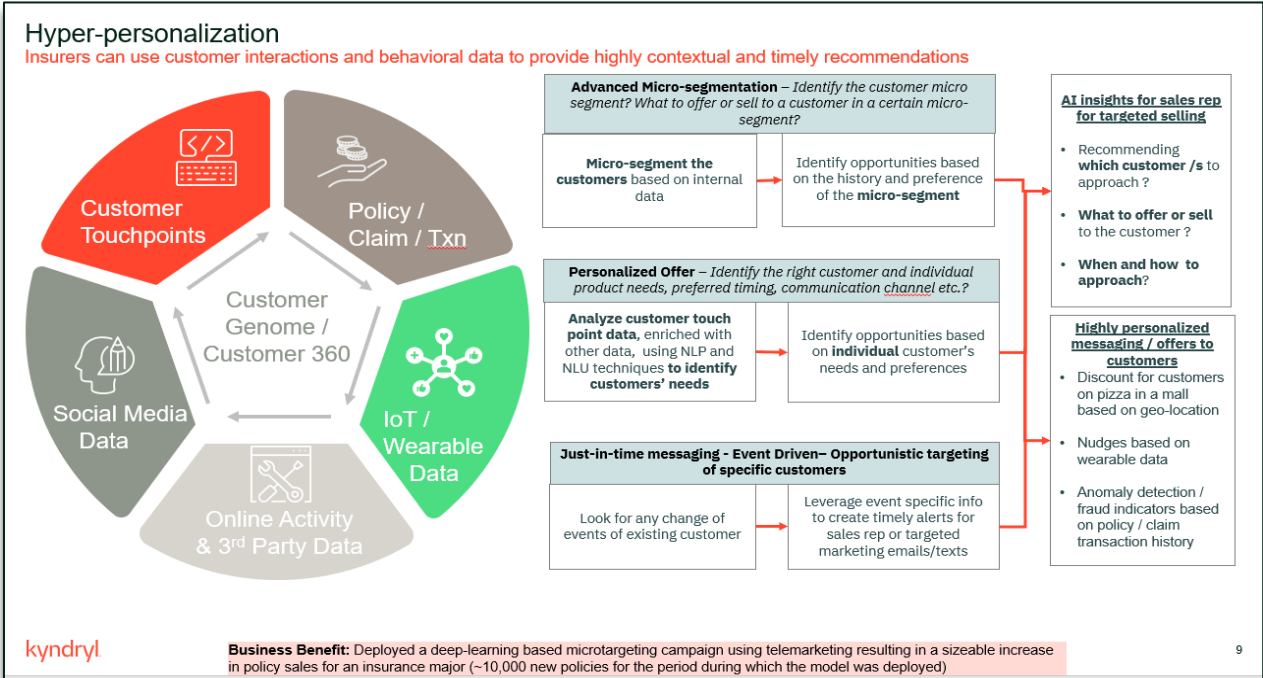 Hyper-personalization
Insurers can use customer interactions and behavioral data to provide highly contextual and timely recommendations
Customer
Touchpoints
Policy /
Claim / Txn
IoT /
Wearable
Data
Online Activity
& 3rd Party Data
Social Media
Data
Customer
Genome /
Customer 360
Advanced Micro-segmentation – Identify the customer micro
segment? What to offer or sell to a customer in a certain micro-
segment?
Micro-segment the
customers based on internal
data
Identify opportunities based
on the history and preference
of the micro-segment
Personalized Offer – Identify the right customer and individual
product needs, preferred timing, communication channel etc.?
Analyze customer touch
point data, enriched with
other data, using NLP and
NLU techniques to identify
customers’ needs
Identify opportunities based
on individual customer’s
needs and preferences
Just-in-time messaging - Event Driven– Opportunistic targeting
of specific customers
Look for any change of
events of existing customer
Leverage event specific info
to create timely alerts for
sales rep or targeted
marketing emails/texts
AI insights for sales rep
for targeted selling
• Recommending
which customer /s to
approach ?
• What to offer or sell
to the customer ?
• When and how to
approach?
Highly personalized
messaging / offers to
customers
• Discount for customers
on pizza in a mall
based on geo-location
• Nudges based on
wearable data
• Anomaly detection /
fraud indicators based
on policy / claim
transaction history
kyndryl
Business Benefit: Deployed a deep-learning based microtargeting campaign using telemarketing resulting in a sizeable increase
in policy sales for an insurance major (~10,000 new policies for the period during which the model was deployed)
9